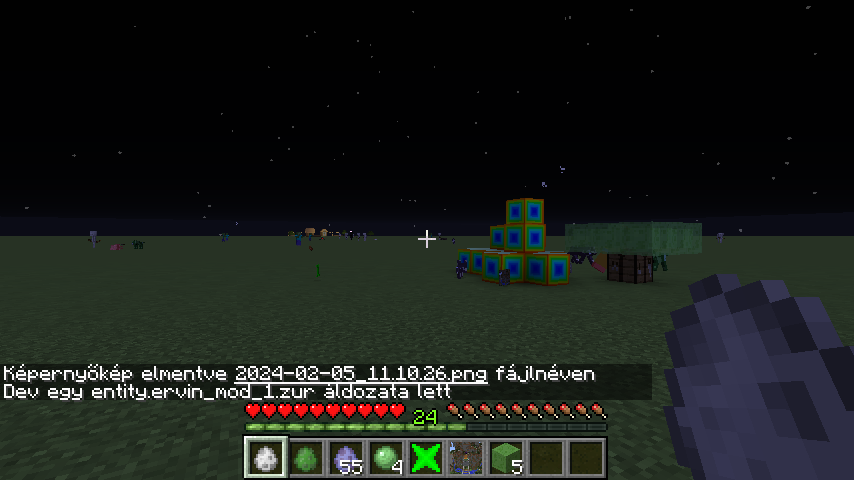 Képernyőkép elmentve 2024-02-05_11.10.26.png fájlnéven
Dev egy entity.ervin_mod_1.zur áldozata lett
24
55 4 5